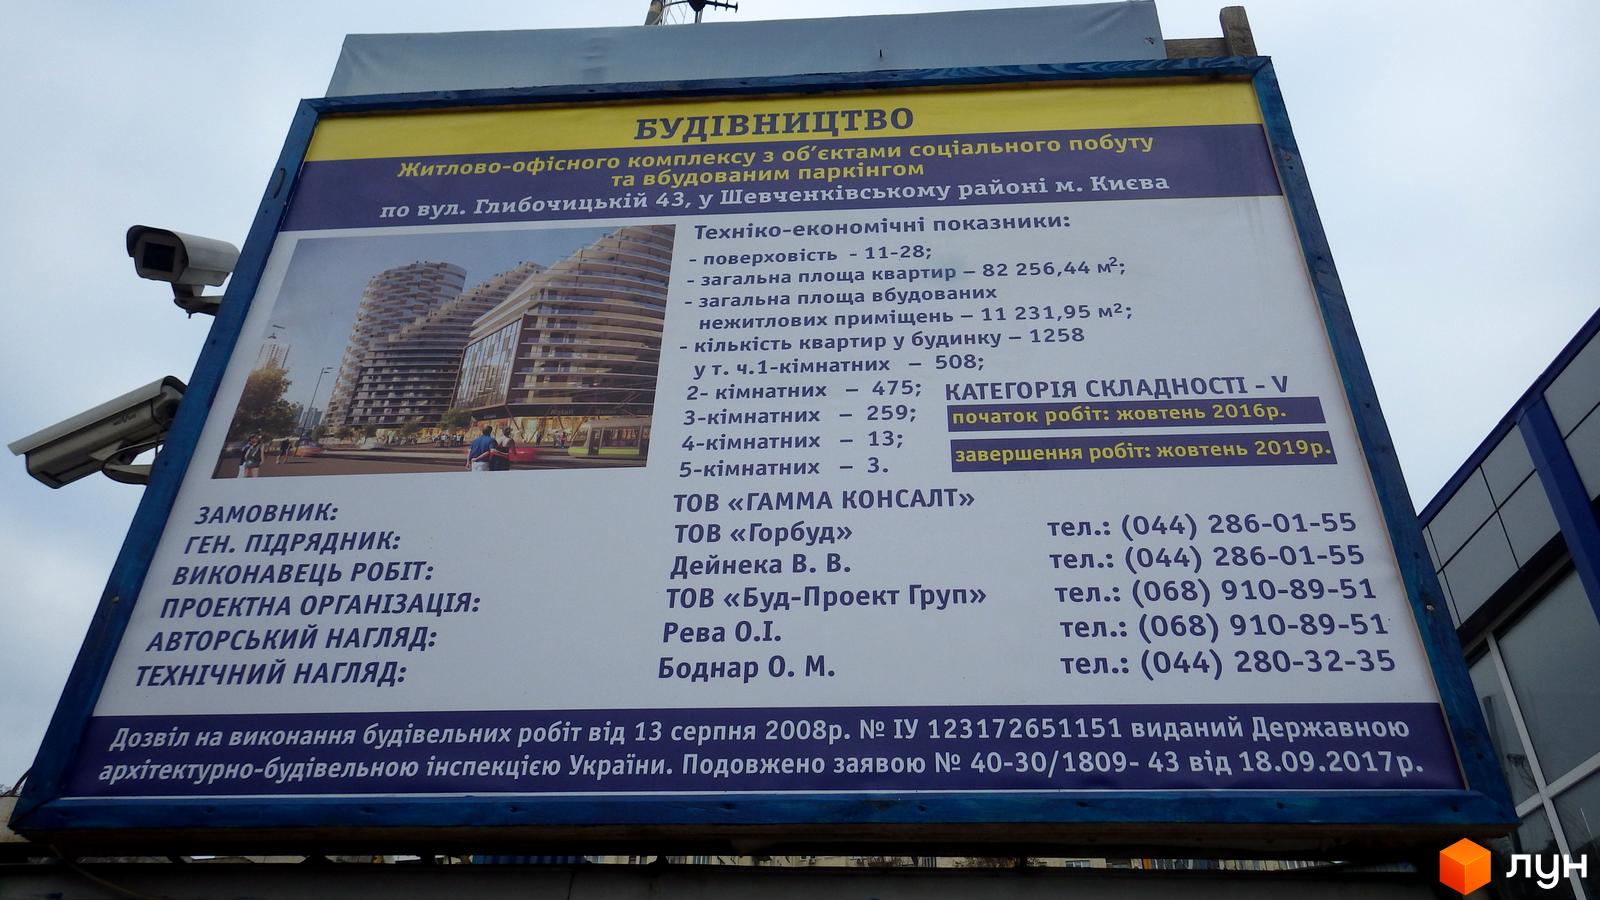 БУДІВНИЦТВО
Житлово-офісного комплексу з об'єктами соціального побуту
та вбудованим паркінгом
по вул. Глибочицькій 43, у Шевченківському районі м. Києва
Техніко-економічні показники:
- поверховість - 11-28;
- загальна площа квартир – 82 256,44 м²;
- загальна площа вбудованих
нежитлових приміщень – 11 231,95 м²;
- кількість квартир у будинку – 1258
у т. ч.1-кімнатних – 508;
2- кімнатних – 475;
3-кімнатних – 259;
4-кімнатних – 13;
5-кімнатних – 3.
КАТЕГОРІЯ СКЛАДНОСТІ - V
початок робіт: жовтень 2016р.
завершення робіт: жовтень 2019р.
ЗАМОВНИК: ТОВ «ГАММА КОНСАЛТ»
ГЕН. ПІДРЯДНИК: ТОВ «Горбуд» тел.: (044) 286-01-55
ВИКОНАВЕЦЬ РОБІТ: Дейнека В. В. тел.: (044) 286-01-55
ПРОЕКТНА ОРГАНІЗАЦІЯ: ТОВ «Буд-Проект Груп» тел.: (068) 910-89-51
АВТОРСЬКИЙ НАГЛЯД: Рева О.І. тел.: (068) 910-89-51
ТЕХНІЧНИЙ НАГЛЯД: Боднар О. М. тел.: (044) 280-32-35
Дозвіл на виконання будівельних робіт від 13 серпня 2008р. № ІУ 123172651151 виданий Державною
архітектурно-будівельною інспекцією України. Подовжено заявою № 40-30/1809- 43 від 18.09.2017р.
лун